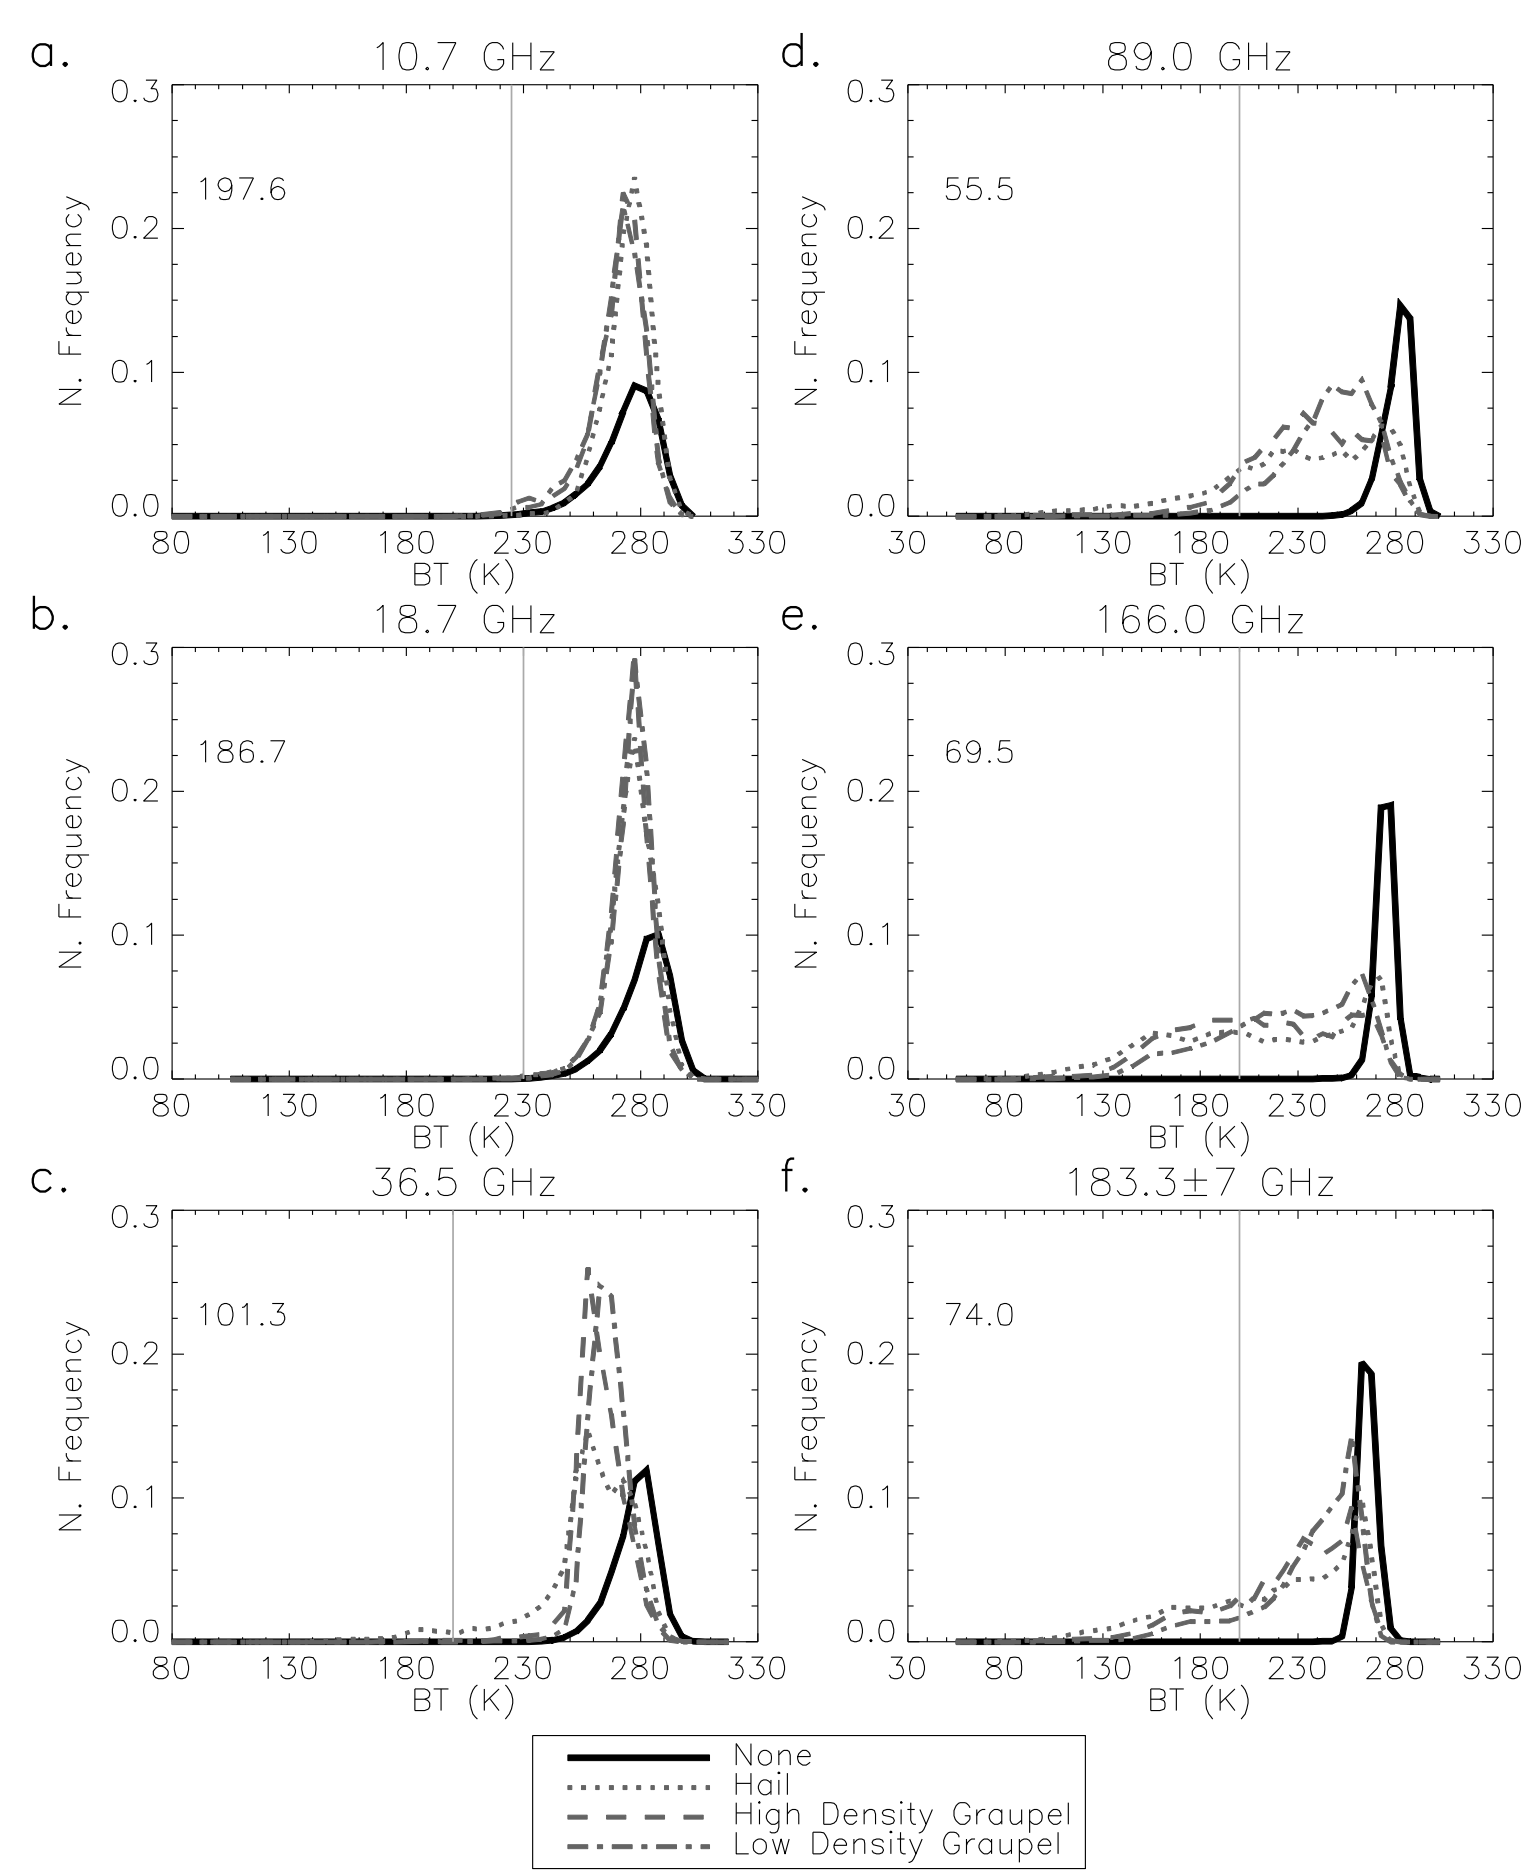 a.
10.7 GHz
0.3
0.2
0.1
0.0
N. Frequency
197.6
80 130 180 230 280 330
BT (K)
b.
18.7 GHz
0.3
0.2
0.1
0.0
N. Frequency
186.7
80 130 180 230 280 330
BT (K)
c.
36.5 GHz
0.3
0.2
0.1
0.0
N. Frequency
101.3
80 130 180 230 280 330
BT (K)
d.
89.0 GHz
0.3
0.2
0.1
0.0
N. Frequency
55.5
30 80 130 180 230 280 330
BT (K)
e.
166.0 GHz
0.3
0.2
0.1
0.0
N. Frequency
69.5
30 80 130 180 230 280 330
BT (K)
f.
183.3±7 GHz
0.3
0.2
0.1
0.0
N. Frequency
74.0
30 80 130 180 230 280 330
BT (K)
None
Hail
High Density Graupel
Low Density Graupel